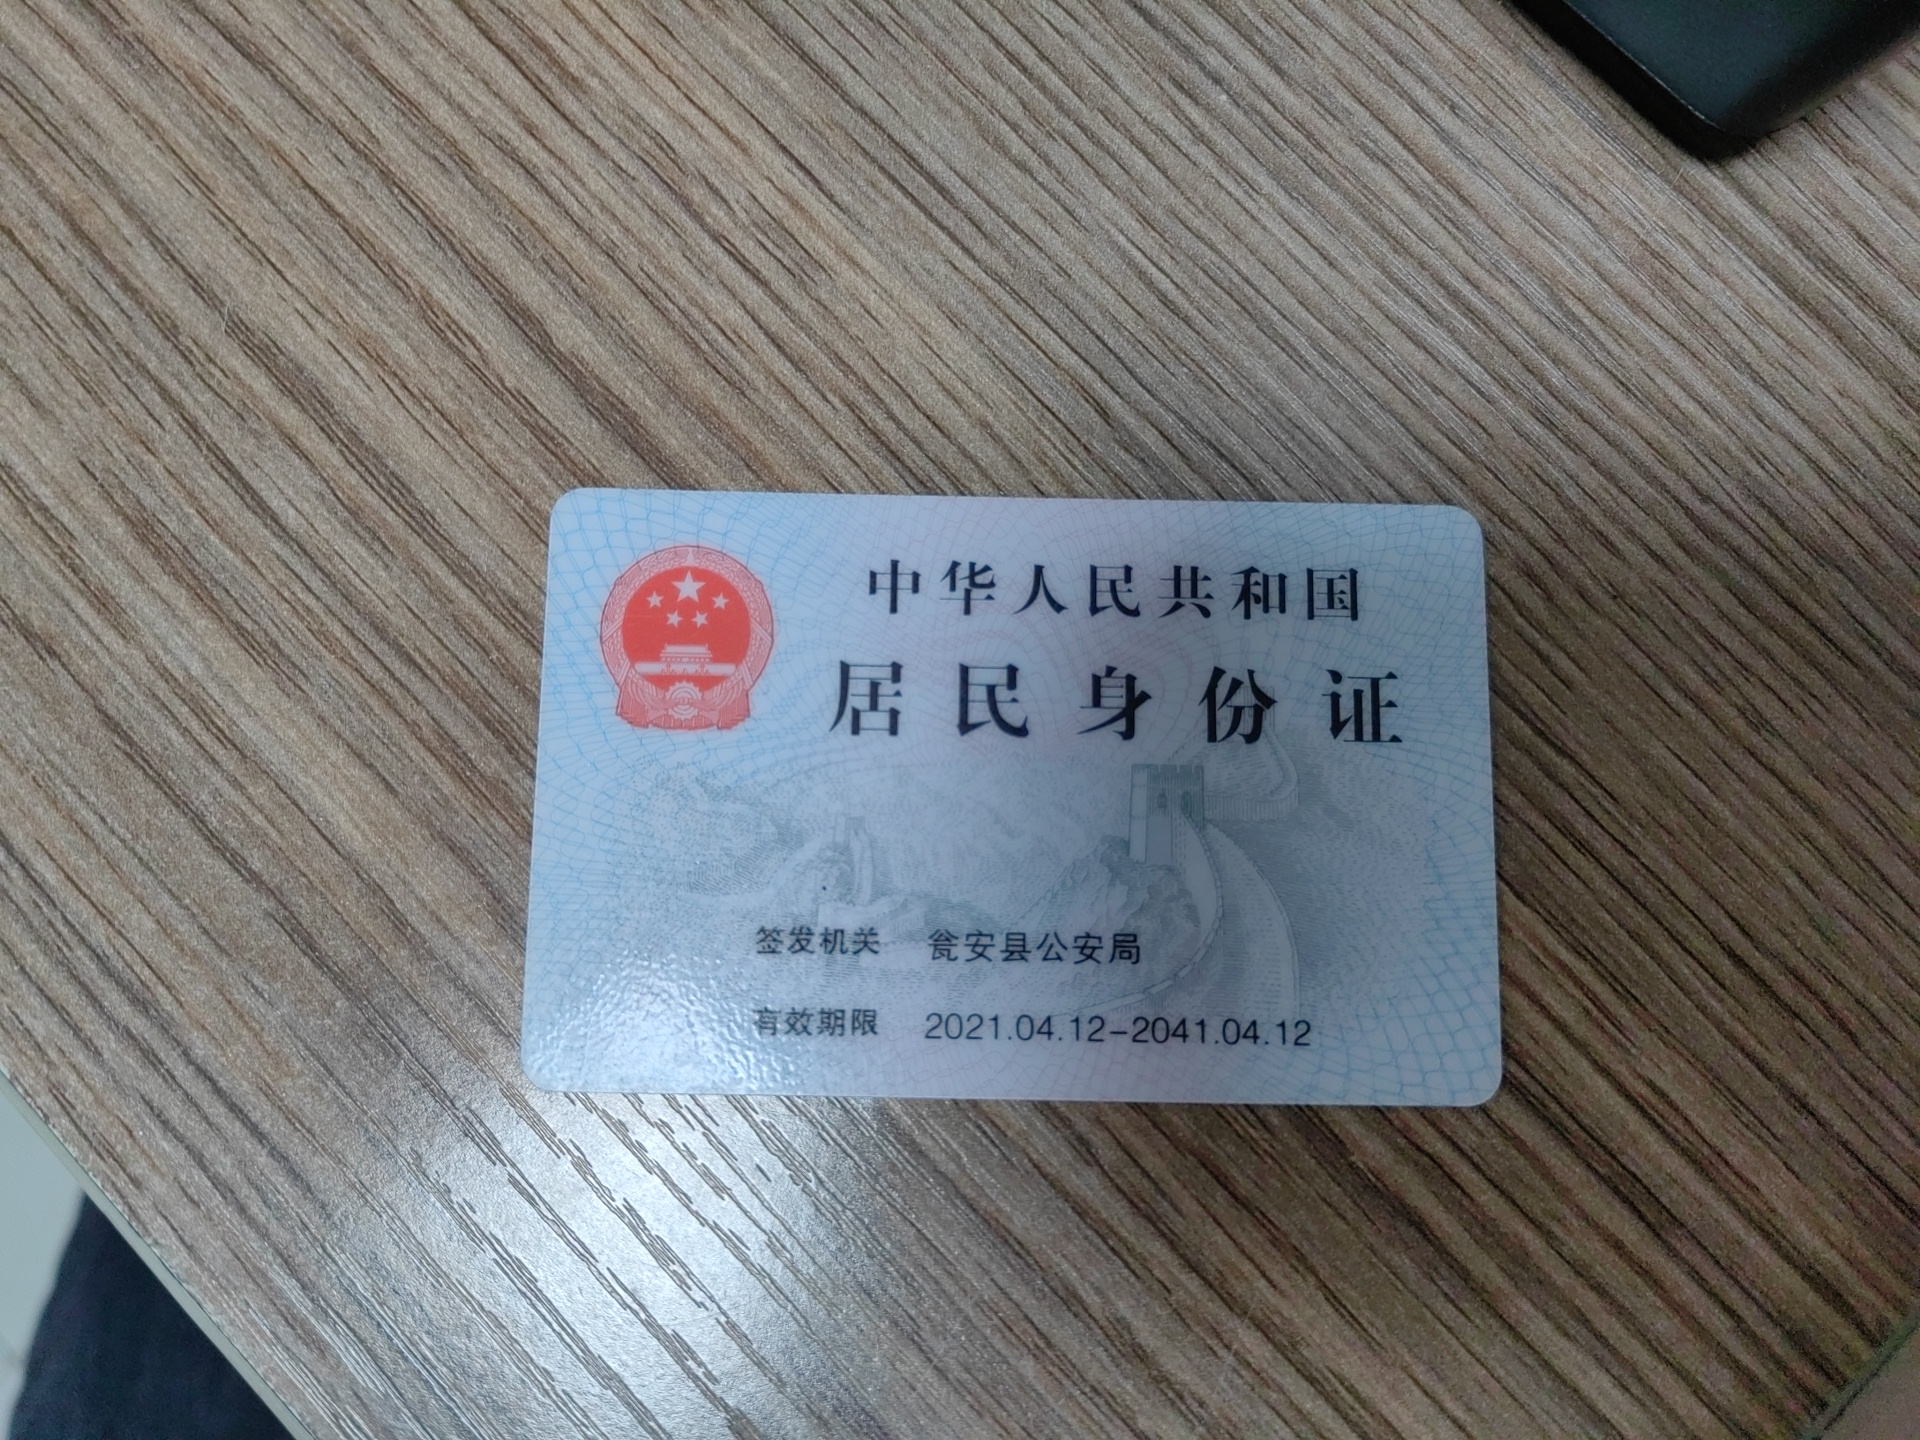 中华人民共和国
居民身份证
签发机关 瓮安县公安局
有效期限 2021.04.12-2041.04.12